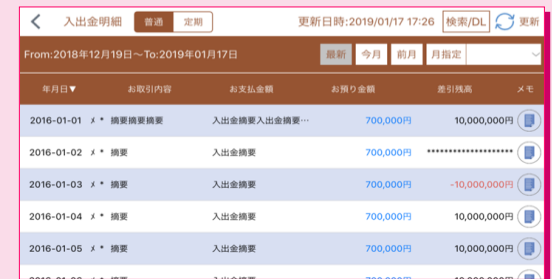 入出金明細 普通 定期 更新日時:2019/01/17 17:26 検索/DL 更新
From:2018年12月19日～To:2019年01月17日 最新 今月 前月 月指定
年月日▼ お取引内容 お支払金額 お預り金額 差引残高 メモ
2016-01-01 メ * 摘要摘要摘要 入出金摘要入出金摘要… 700,000円 10,000,000円
2016-01-02 メ * 摘要 入出金摘要 700,000円 ********************
2016-01-03 メ * 摘要 入出金摘要 700,000円 -10,000,000円
2016-01-04 メ * 摘要 入出金摘要 700,000円 10,000,000円
2016-01-05 メ * 摘要 入出金摘要 700,000円 10,000,000円